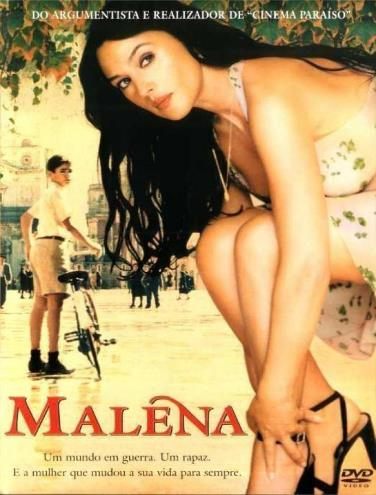 DO ARGUMENTISTA E REALIZADOR DE "CINEMA PARAÍSO"
MALÈNA
Um mundo em guerra. Um rapaz.
E a mulher que mudou a sua vida para sempre.
DVD
VIDEO